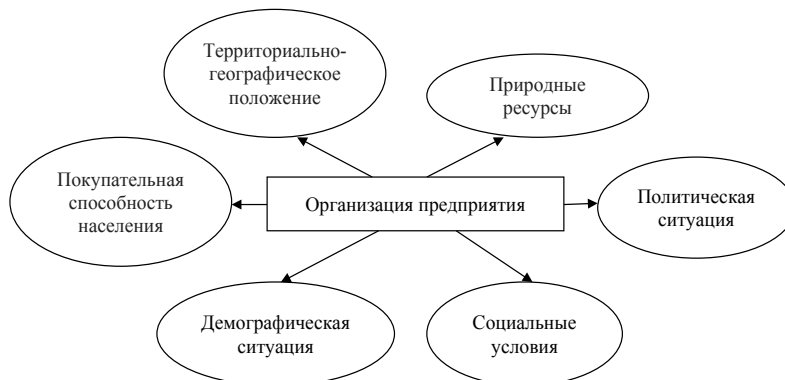 Территориально-
географическое
положение
Природные
ресурсы
Покупательная
способность
населения
Организация предприятия
Политическая
ситуация
Демографическая
ситуация
Социальные
условия